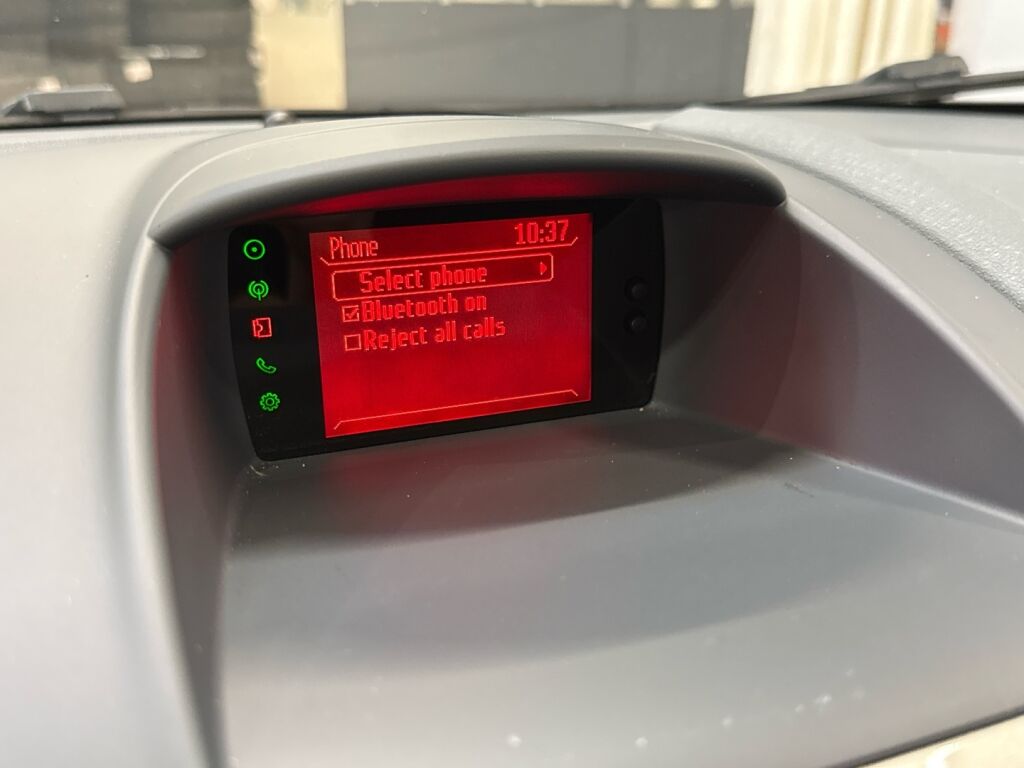 Phone 10:37
Select phone
Bluetooth on
Reject all calls